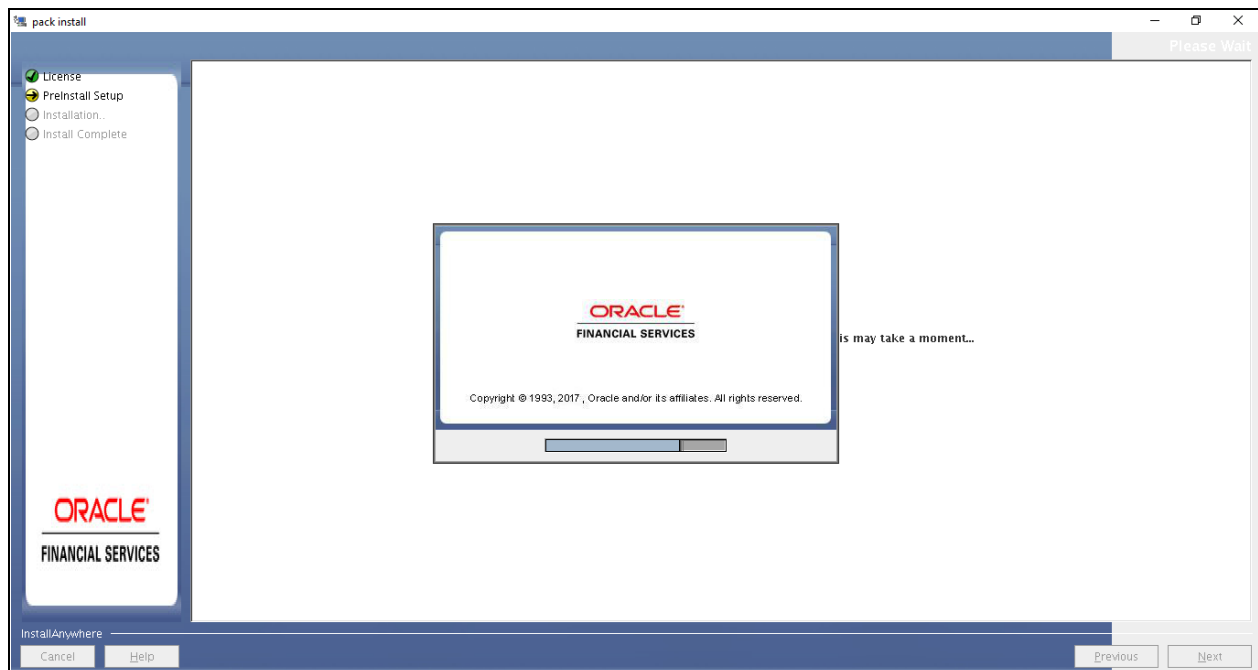 pack install
Please Wait
License
PreInstall Setup
Installation..
Install Complete
ORACLE®
FINANCIAL SERVICES
is may take a moment...
Copyright © 1993, 2017 , Oracle and/or its affiliates. All rights reserved.
ORACLE®
FINANCIAL SERVICES
InstallAnywhere
Cancel
Help
Previous
Next